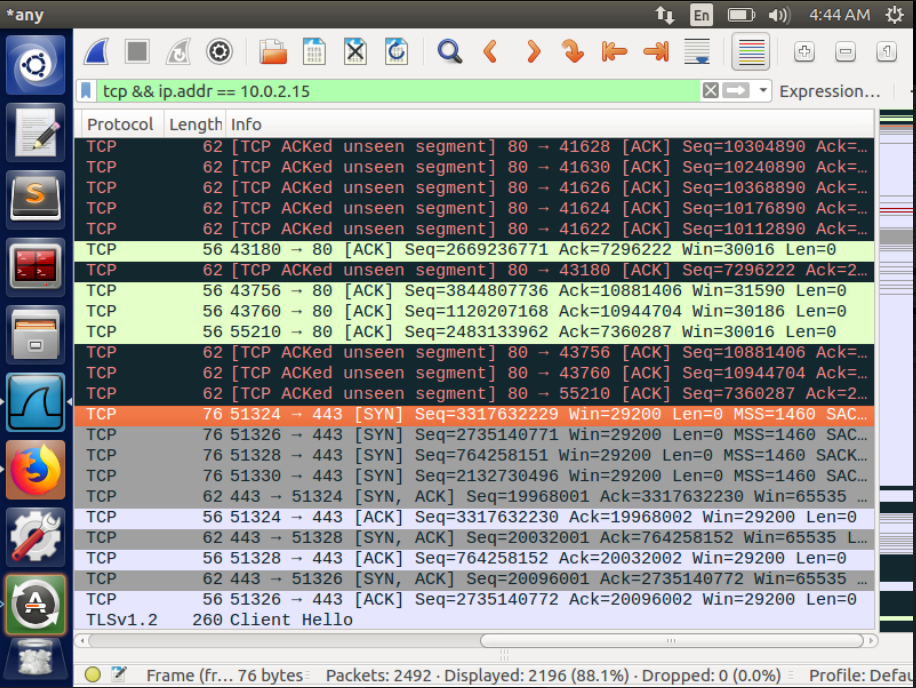 *any En 4:44 AM
tcp && ip.addr == 10.0.2.15 Expression…
Protocol Length Info
TCP 62 [TCP ACKed unseen segment] 80 → 41628 [ACK] Seq=10304890 Ack=…
TCP 62 [TCP ACKed unseen segment] 80 → 41630 [ACK] Seq=10240890 Ack=…
TCP 62 [TCP ACKed unseen segment] 80 → 41626 [ACK] Seq=10368890 Ack=…
TCP 62 [TCP ACKed unseen segment] 80 → 41624 [ACK] Seq=10176890 Ack=…
TCP 62 [TCP ACKed unseen segment] 80 → 41622 [ACK] Seq=10112890 Ack=…
TCP 56 43180 → 80 [ACK] Seq=2669236771 Ack=7296222 Win=30016 Len=0
TCP 62 [TCP ACKed unseen segment] 80 → 43180 [ACK] Seq=7296222 Ack=2…
TCP 56 43756 → 80 [ACK] Seq=3844807736 Ack=10881406 Win=31590 Len=0
TCP 56 43760 → 80 [ACK] Seq=1120207168 Ack=10944704 Win=30186 Len=0
TCP 56 55210 → 80 [ACK] Seq=2483133962 Ack=7360287 Win=30016 Len=0
TCP 62 [TCP ACKed unseen segment] 80 → 43756 [ACK] Seq=10881406 Ack=…
TCP 62 [TCP ACKed unseen segment] 80 → 43760 [ACK] Seq=10944704 Ack=…
TCP 62 [TCP ACKed unseen segment] 80 → 55210 [ACK] Seq=7360287 Ack=2…
TCP 76 51324 → 443 [SYN] Seq=3317632229 Win=29200 Len=0 MSS=1460 SAC…
TCP 76 51326 → 443 [SYN] Seq=2735140771 Win=29200 Len=0 MSS=1460 SAC…
TCP 76 51328 → 443 [SYN] Seq=764258151 Win=29200 Len=0 MSS=1460 SACK…
TCP 76 51330 → 443 [SYN] Seq=2132730496 Win=29200 Len=0 MSS=1460 SAC…
TCP 62 443 → 51324 [SYN, ACK] Seq=19968001 Ack=3317632230 Win=65535 …
TCP 56 51324 → 443 [ACK] Seq=3317632230 Ack=19968002 Win=29200 Len=0
TCP 62 443 → 51328 [SYN, ACK] Seq=20032001 Ack=764258152 Win=65535 L…
TCP 56 51328 → 443 [ACK] Seq=764258152 Ack=20032002 Win=29200 Len=0
TCP 62 443 → 51326 [SYN, ACK] Seq=20096001 Ack=2735140772 Win=65535 …
TCP 56 51326 → 443 [ACK] Seq=2735140772 Ack=20096002 Win=29200 Len=0
TLSv1.2 260 Client Hello
Frame (fr… 76 bytes Packets: 2492 · Displayed: 2196 (88.1%) · Dropped: 0 (0.0%) Profile: Defau